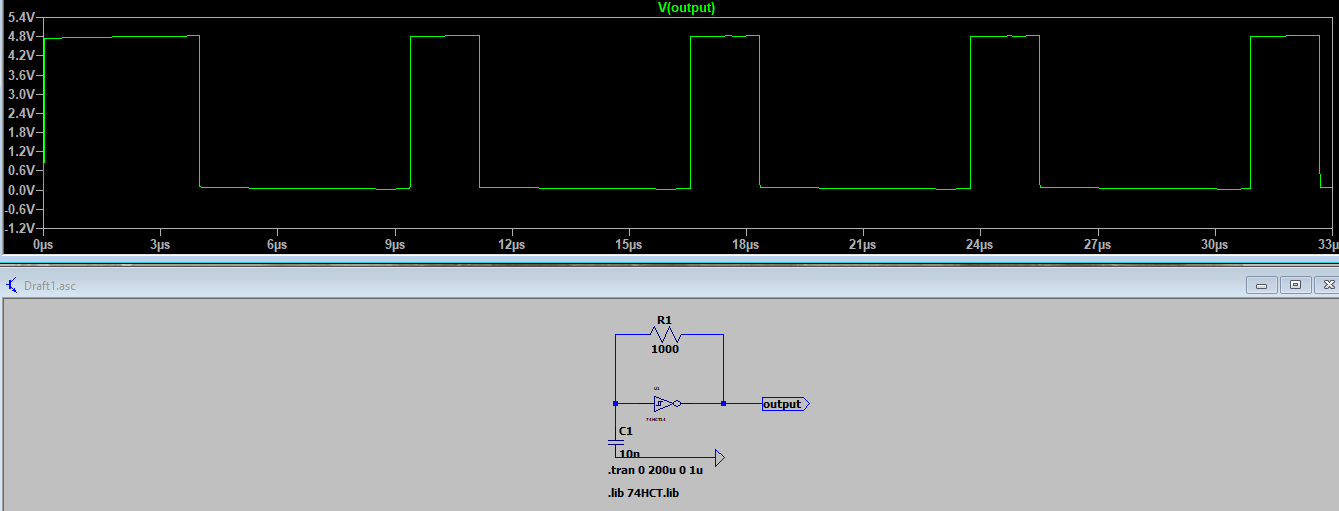 V(output)
5.4V
4.8V
4.2V
3.6V
3.0V
2.4V
1.8V
1.2V
0.6V
0.0V
-0.6V
-1.2V
0µs 3µs 6µs 9µs 12µs 15µs 18µs 21µs 24µs 27µs 30µs 33µ
Draft1.asc
R1
1000
U1
output
74HCT14
C1
10n
.tran 0 200u 0 1u
.lib 74HCT.lib